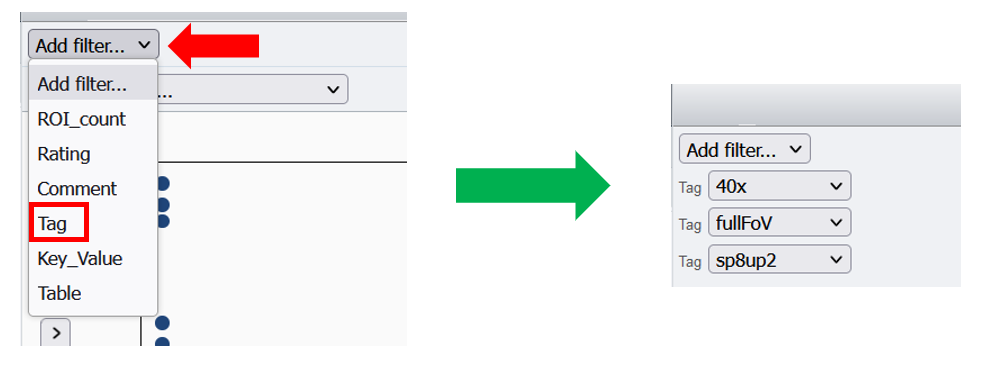 Add filter...
Add filter...
...
ROI_count
Rating
Comment
Tag
Key_Value
Table
>
Add filter...
Tag 40x
Tag fullFoV
Tag sp8up2